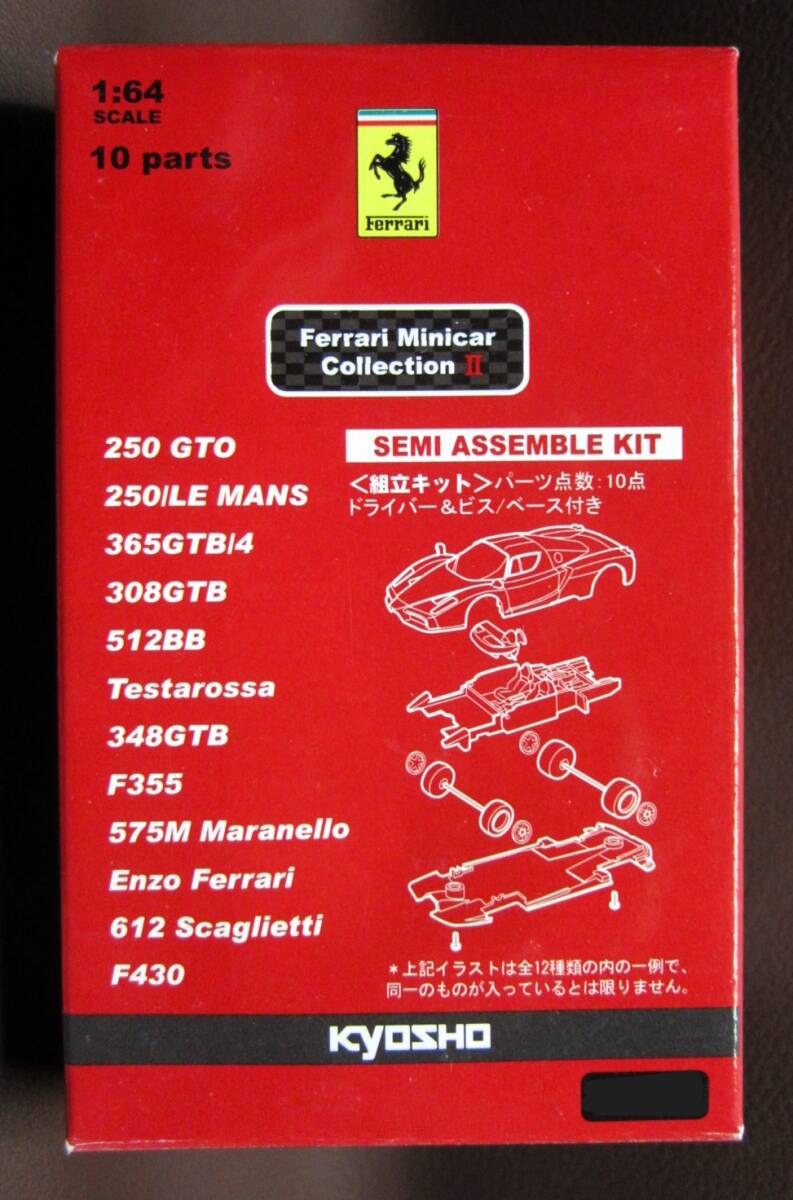 1:64
SCALE
10 parts
Ferrari
Ferrari Minicar
Collection II
250 GTO
250/LE MANS
365GTB/4
308GTB
512BB
Testarossa
348GTB
F355
575M Maranello
Enzo Ferrari
612 Scaglietti
F430
SEMI ASSEMBLE KIT
<組立キット>パーツ点数:10点
ドライバー&ビス/ベース付き
*上記イラストは全12種類の内の一例で、
同一のものが入っているとは限りません。
KYOSHO